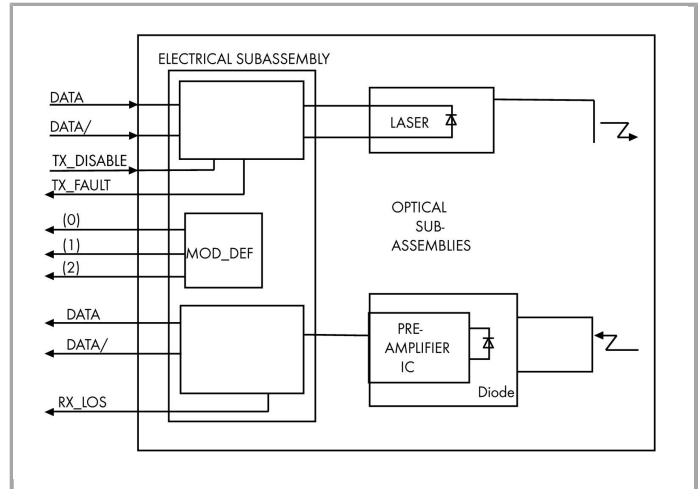 ELECTRICAL SUBASSEMBLY
DATA
DATA/
TX_DISABLE
TX_FAULT
LASER
(0)
(1)
(2)
MOD_DEF
OPTICAL
SUB-
ASSEMBLIES
DATA
DATA/
RX_LOS
PRE-
AMPLIFIER
IC
Diode